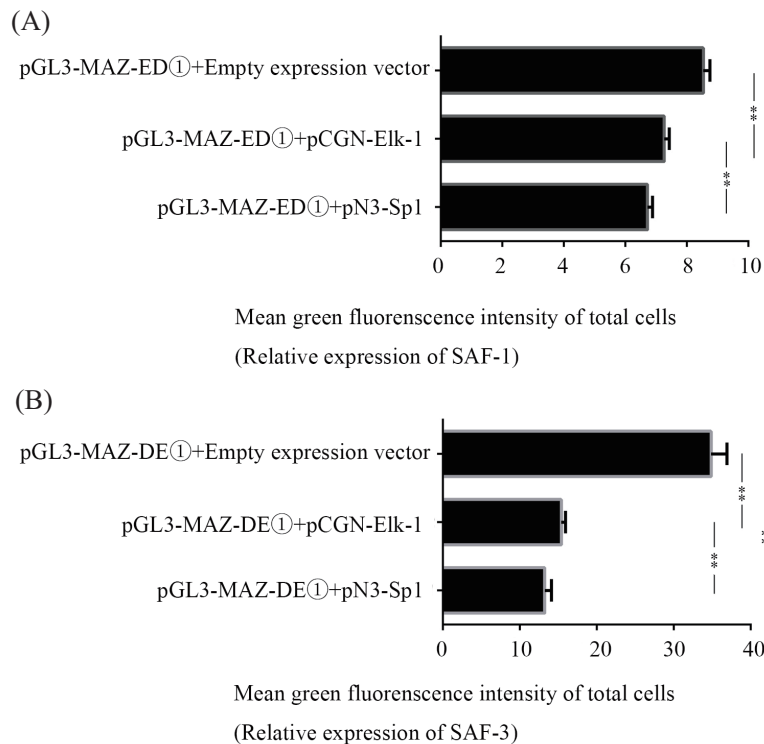 (A)
pGL3-MAZ-ED①+Empty expression vector
**
pGL3-MAZ-ED①+pCGN-Elk-1
**
pGL3-MAZ-ED①+pN3-Sp1
0 2 4 6 8 10
Mean green fluorenscence intensity of total cells
(Relative expression of SAF-1)
(B)
pGL3-MAZ-DE①+Empty expression vector
**
pGL3-MAZ-DE①+pCGN-Elk-1
**
pGL3-MAZ-DE①+pN3-Sp1
0 10 20 30 40
Mean green fluorenscence intensity of total cells
(Relative expression of SAF-3)